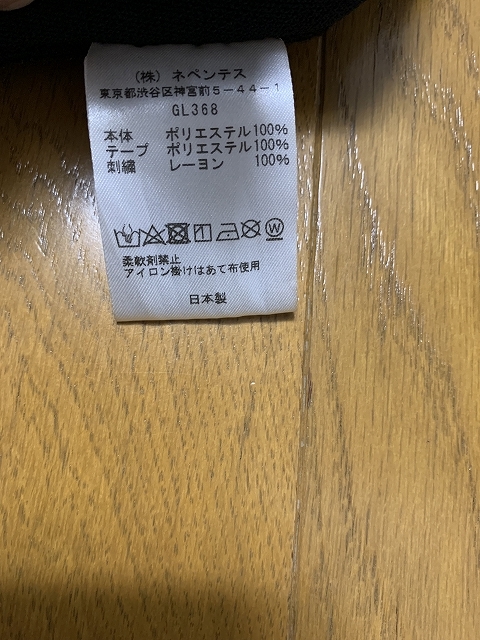 （株）ネペンテス
東京都渋谷区神宮前5－44－1
GL368
本体 ポリエステル100%
テープ ポリエステル100%
刺繍 レーヨン 100%
W
柔軟剤禁止
アイロン掛けはあて布使用
日本製